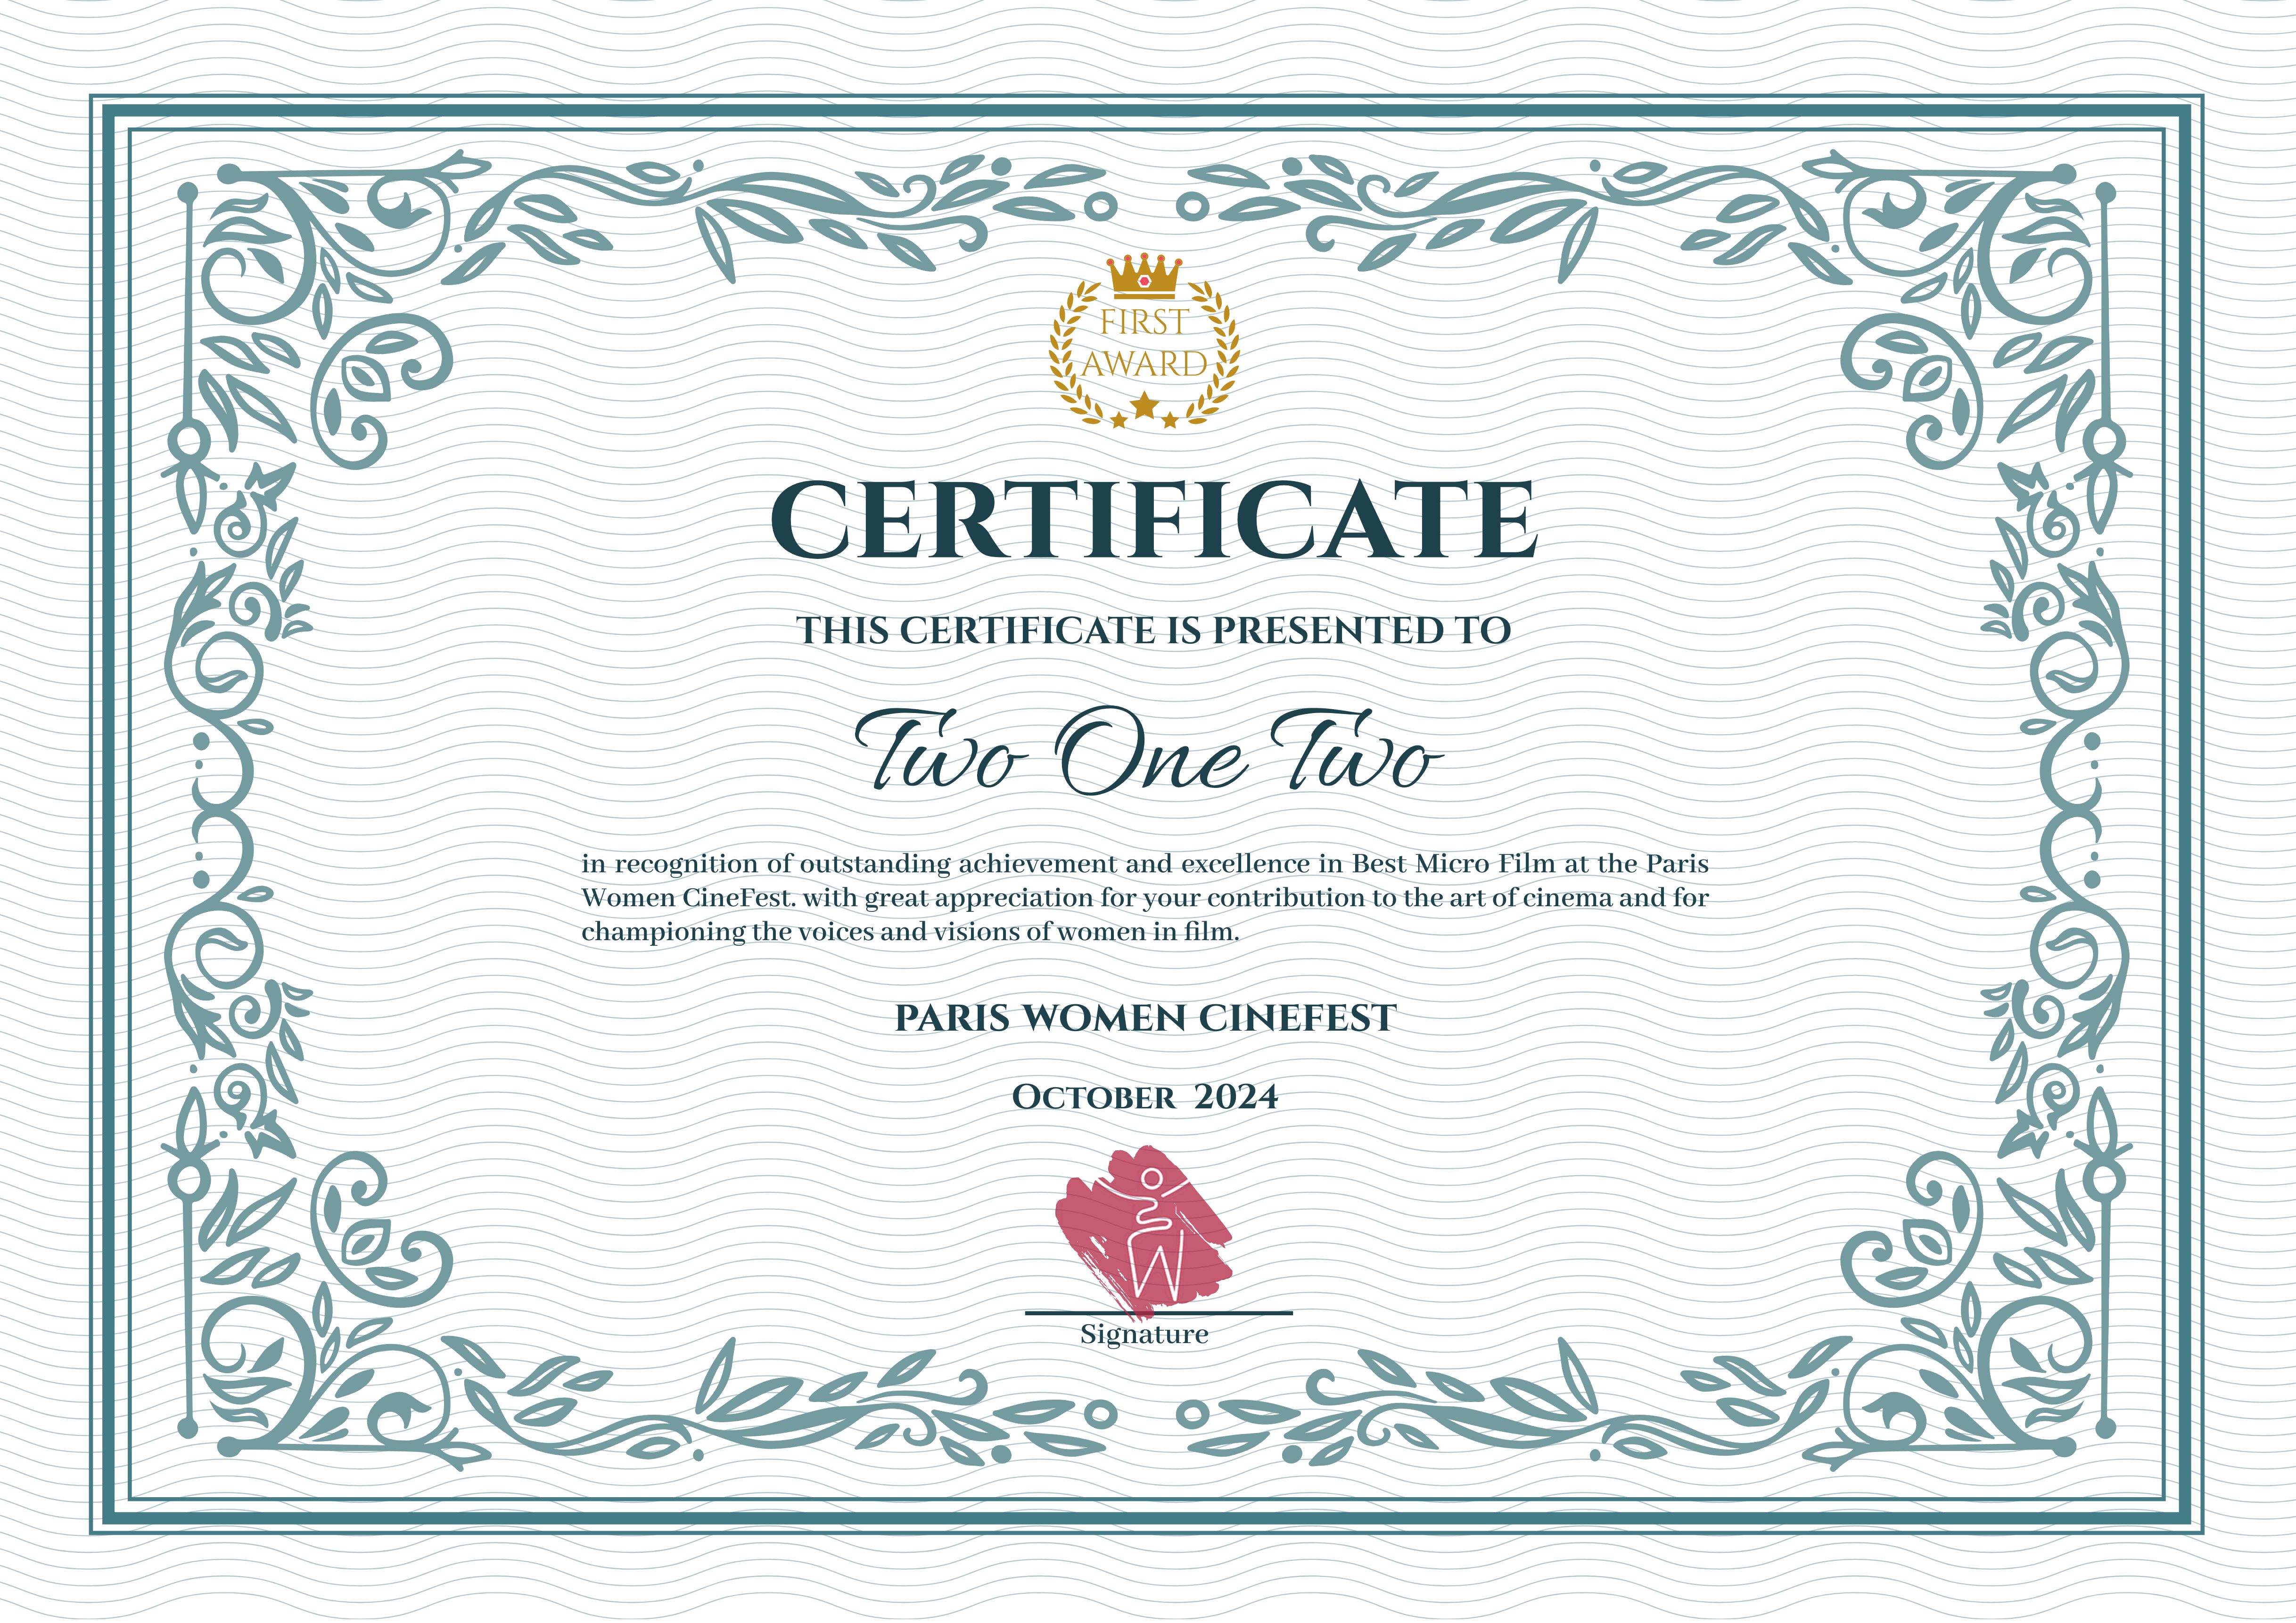 FIRST
AWARD
CERTIFICATE
THIS CERTIFICATE IS PRESENTED TO
Two One Two
in recognition of outstanding achievement and excellence in Best Micro Film at the Paris
Women CineFest. with great appreciation for your contribution to the art of cinema and for
championing the voices and visions of women in film.
PARIS WOMEN CINEFEST
October 2024
Signature